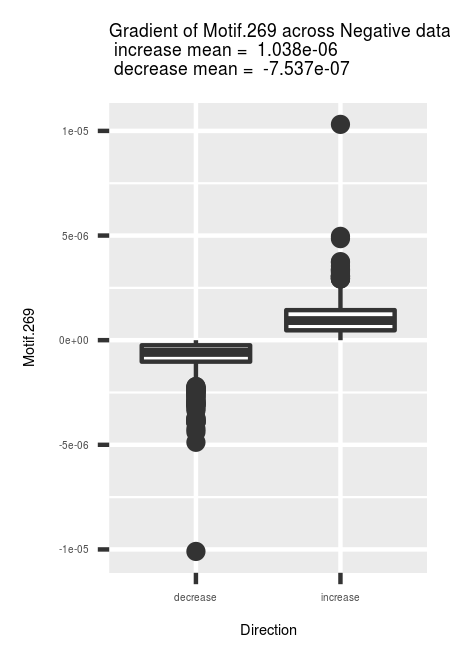 Gradient of Motif.269 across Negative data
increase mean =  1.038e-06
decrease mean =  -7.537e-07
1e-05
5e-06
0e+00
-5e-06
-1e-05
Motif.269
decrease
increase
Direction